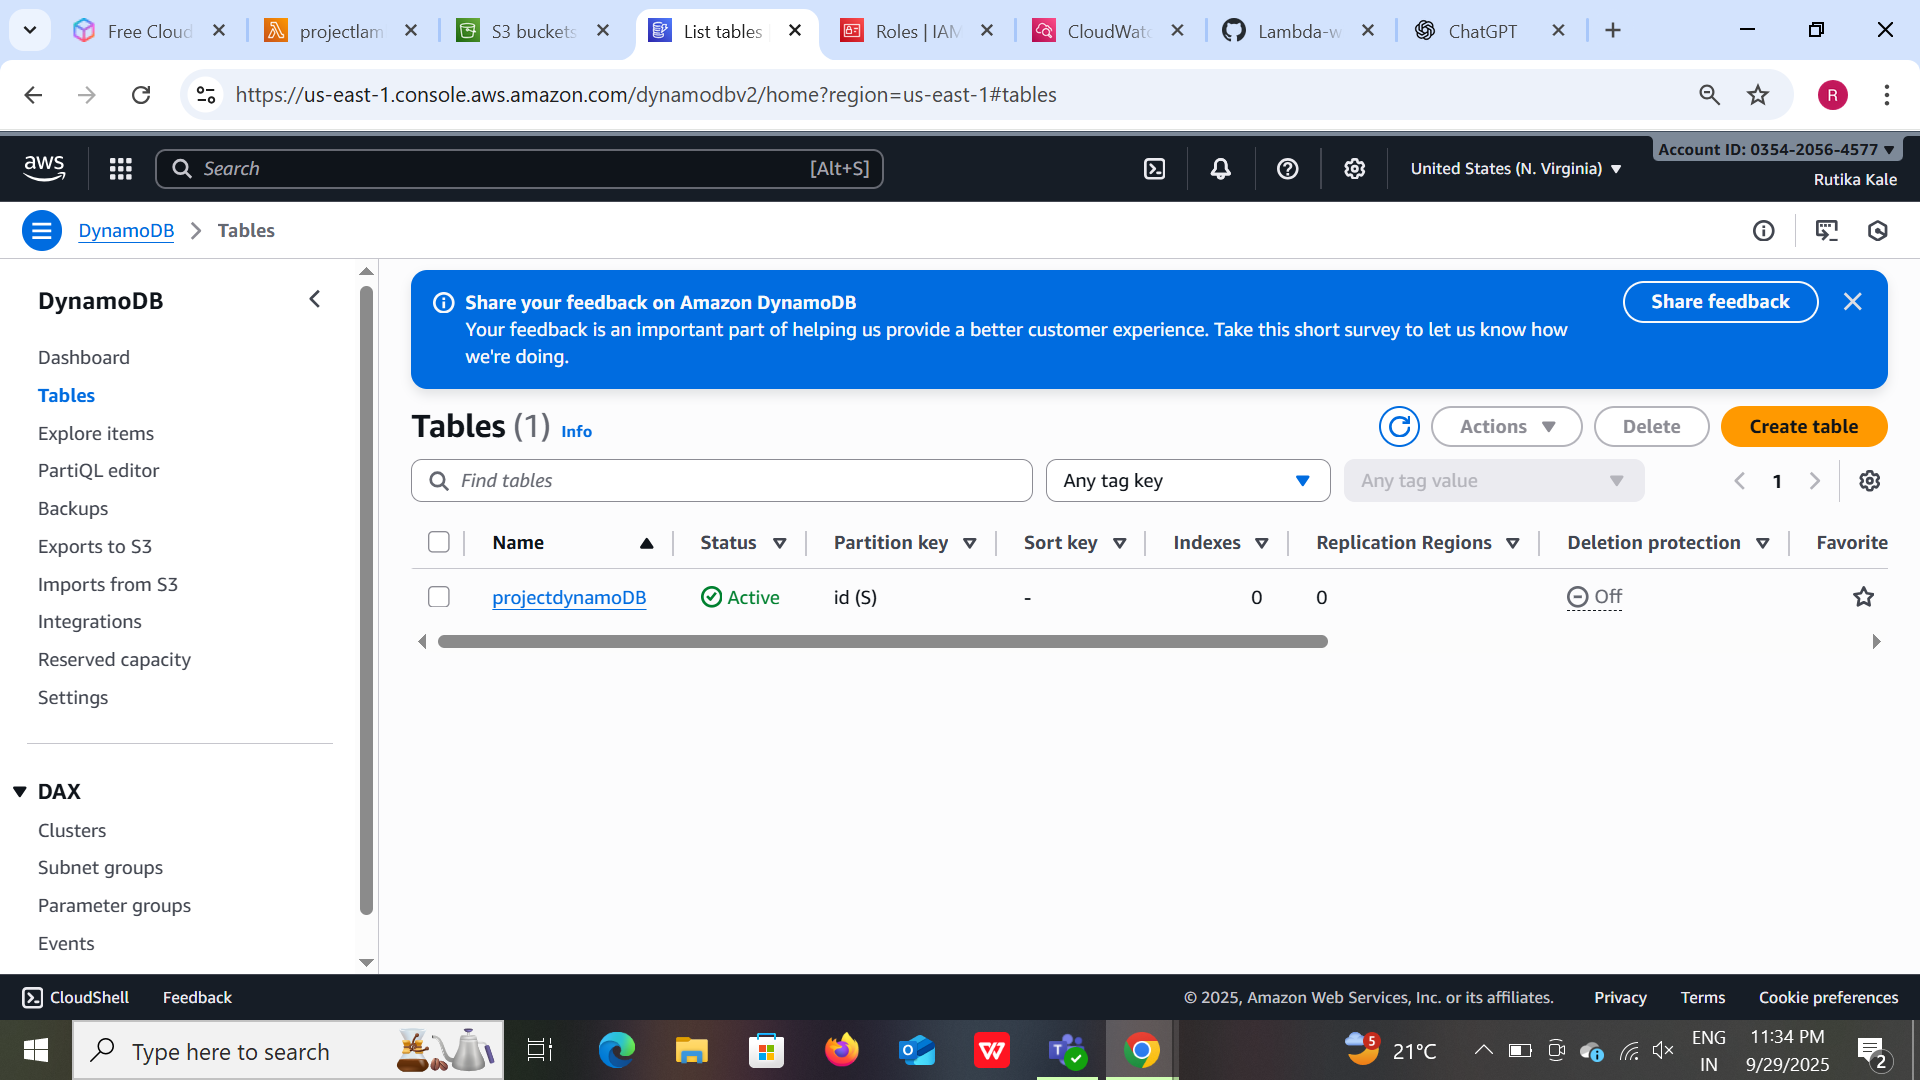 Free Cloud
projectlam
S3 buckets
List tables
Roles | IAM
CloudWatc
Lambda-w
ChatGPT
https://us-east-1.console.aws.amazon.com/dynamodbv2/home?region=us-east-1#tables
R
aws
Search
[Alt+S]
United States (N. Virginia)
Account ID: 0354-2056-4577
Rutika Kale
DynamoDB
Tables
DynamoDB
Dashboard
Tables
Explore items
PartiQL editor
Backups
Exports to S3
Imports from S3
Integrations
Reserved capacity
Settings
DAX
Clusters
Subnet groups
Parameter groups
Events
Share your feedback on Amazon DynamoDB
Your feedback is an important part of helping us provide a better customer experience. Take this short survey to let us know how
we're doing.
Share feedback
Tables (1) Info
Actions
Delete
Create table
Find tables
Any tag key
Any tag value
1
Name Status Partition key Sort key Indexes Replication Regions Deletion protection Favorite
projectdynamoDB Active id (S) - 0 0 Off
CloudShell
Feedback
© 2025, Amazon Web Services, Inc. or its affiliates.
Privacy
Terms
Cookie preferences
Type here to search
5
21°C
ENG
IN
11:34 PM
9/29/2025
2